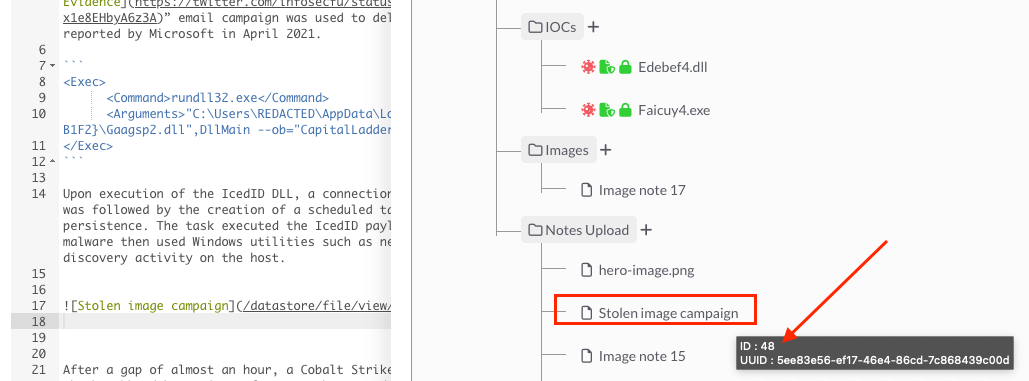 Evidence](https://twitter.com/infosecfu/status
x1e8EHbyA6z3A)” email campaign was used to del
reported by Microsoft in April 2021.
6
7 ```
8 <Exec>
9 <Command>rundll32.exe</Command>
10 <Arguments>"C:\Users\REDACTED\AppData\Lo
B1F2}\Gaagsp2.dll",DllMain --ob="CapitalLadder
11 </Exec>
12 ```
13
14 Upon execution of the IcedID DLL, a connection
was followed by the creation of a scheduled ta
persistence. The task executed the IcedID payl
malware then used Windows utilities such as ne
discovery activity on the host.
15
16
17 ![Stolen image campaign](/datastore/file/view/
18
19
20
21 After a gap of almost an hour, a Cobalt Strike
IOCs +
Edebef4.dll
Faicuy4.exe
Images +
Image note 17
Notes Upload +
hero-image.png
Stolen image campaign
ID : 48
UUID : 5ee83e56-ef17-46e4-86cd-7c868439c00d
Image note 15